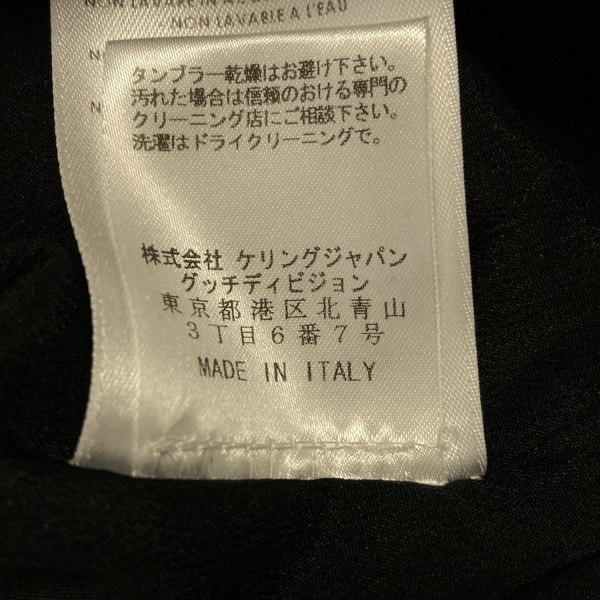 NON LAVABLE A L'EAU
N
N
タンブラー乾燥はお避け下さい。
汚れた場合は信頼のおける専門の
クリーニング店にご相談下さい。
洗濯はドライクリーニングで。
株式会社 ケリングジャパン
グッチディビジョン
東京都港区北青山
3丁目6番7号
MADE IN ITALY